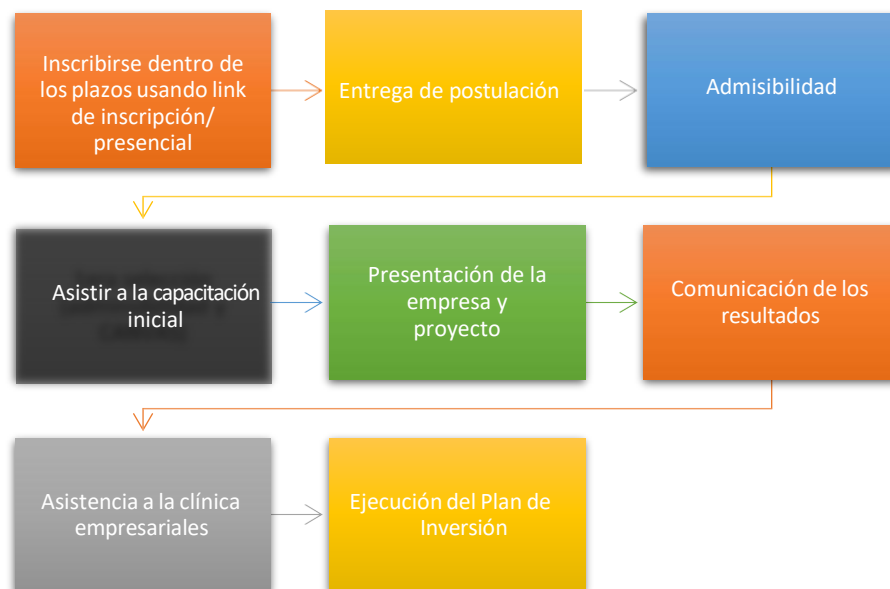 Inscribirse dentro de
los plazos usando link
de inscripción/
presencial
Entrega de postulación
Admisibilidad
Asistir a la capacitación
inicial
Presentación de la
empresa y
proyecto
Comunicación de los
resultados
Asistencia a la clínica
empresariales
Ejecución del Plan de
Inversión